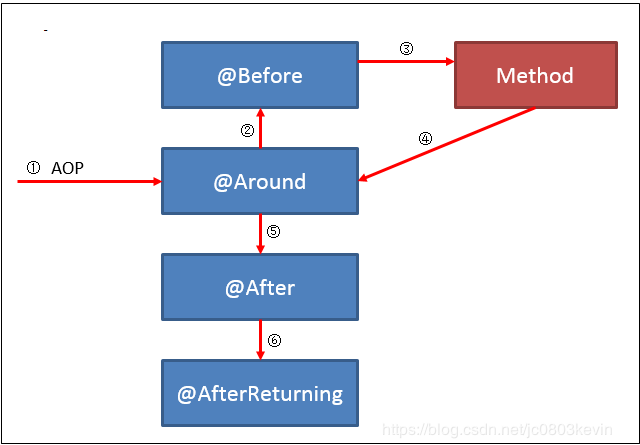 @Before
③
Method
②
④
① AOP
@Around
⑤
@After
⑥
@AfterReturning
https://blog.csdn.net/jc0803kevin